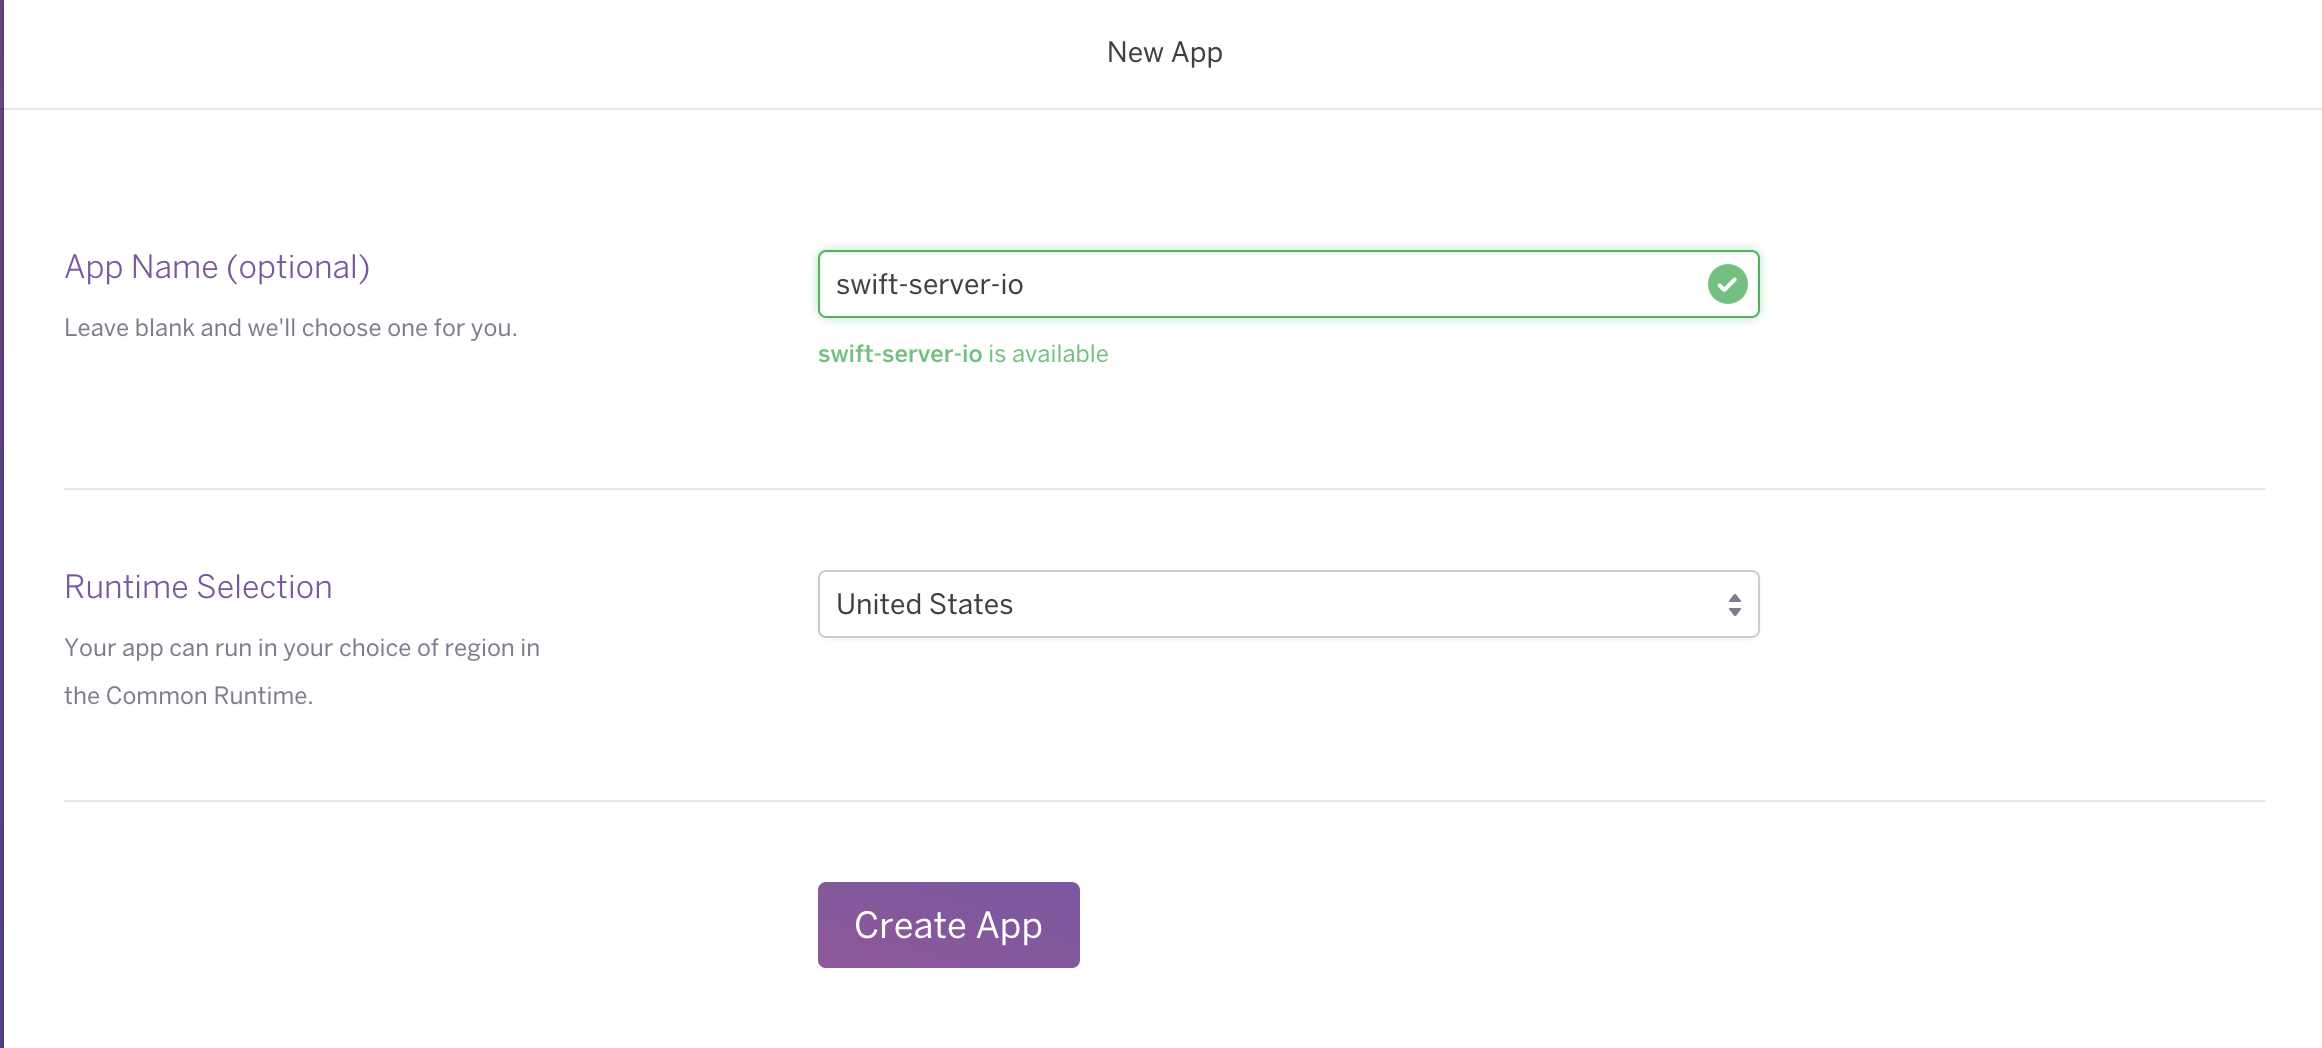 New App
App Name (optional)
Leave blank and we'll choose one for you.
swift-server-io
swift-server-io is available
Runtime Selection
Your app can run in your choice of region in
the Common Runtime.
United States
Create App